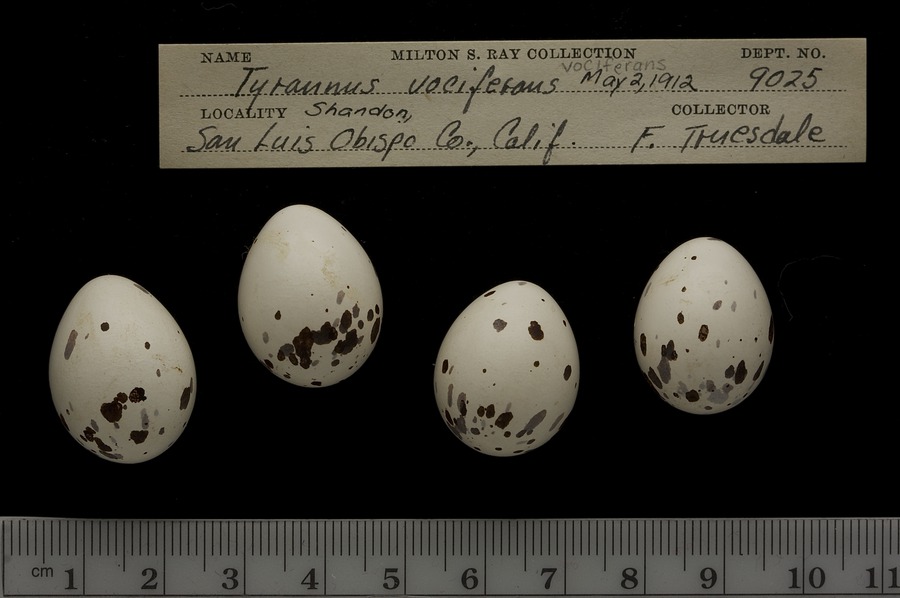 NAME MILTON S. RAY COLLECTION DEPT. NO.
vociferans
Tyrannus vociferans May 2, 1912 9025
LOCALITY Shandon, COLLECTOR
San Luis Obispo Co., Calif. F. Truesdale
cm 1 2 3 4 5 6 7 8 9 10 11